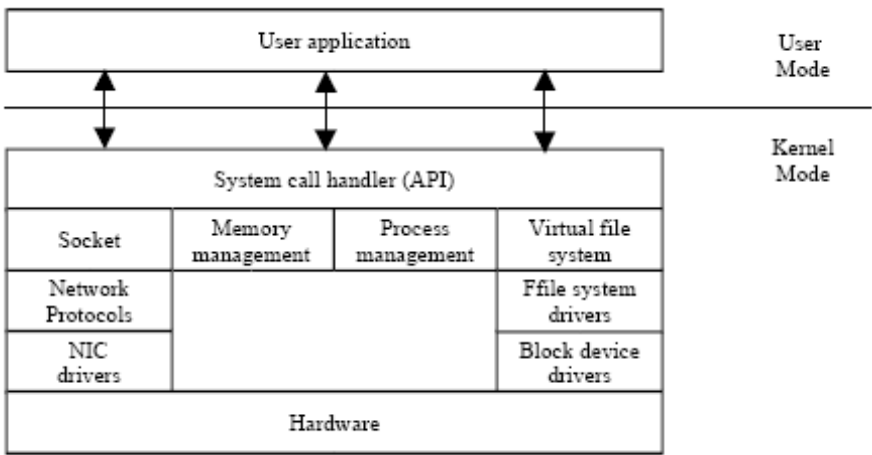 User application
User
Mode
Kernel
Mode
System call handler (API)
Socket
Memory
management
Process
management
Virtual file
system
Network
Protocols
Ffile system
drivers
NIC
drivers
Block device
drivers
Hardware